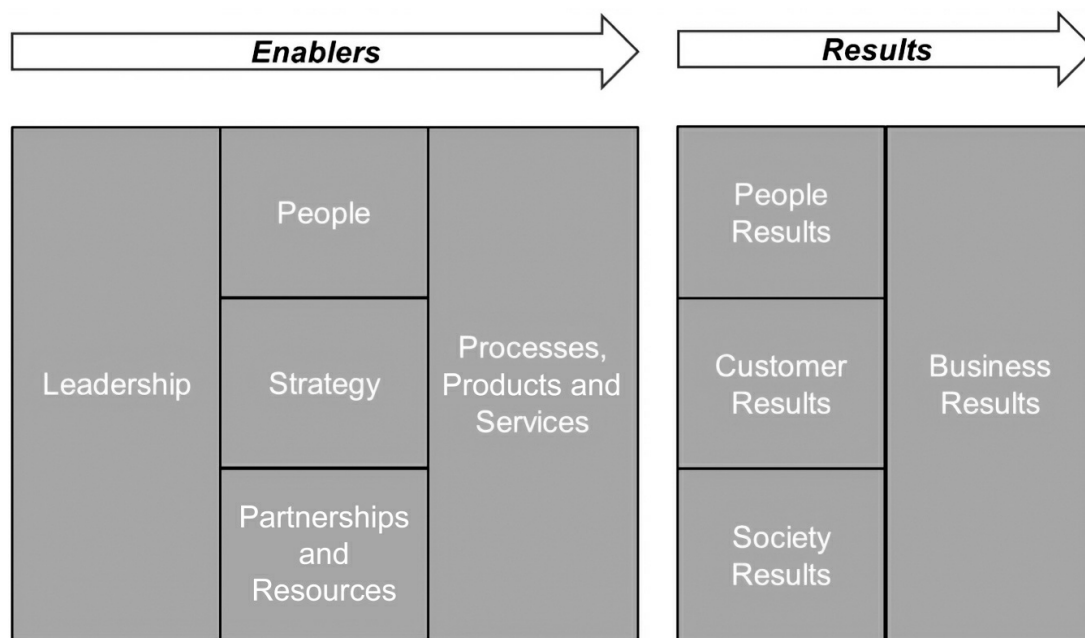 Enablers
Results
Leadership
People
Strategy
Partnerships
and
Resources
Processes,
Products and
Services
People
Results
Customer
Results
Society
Results
Business
Results